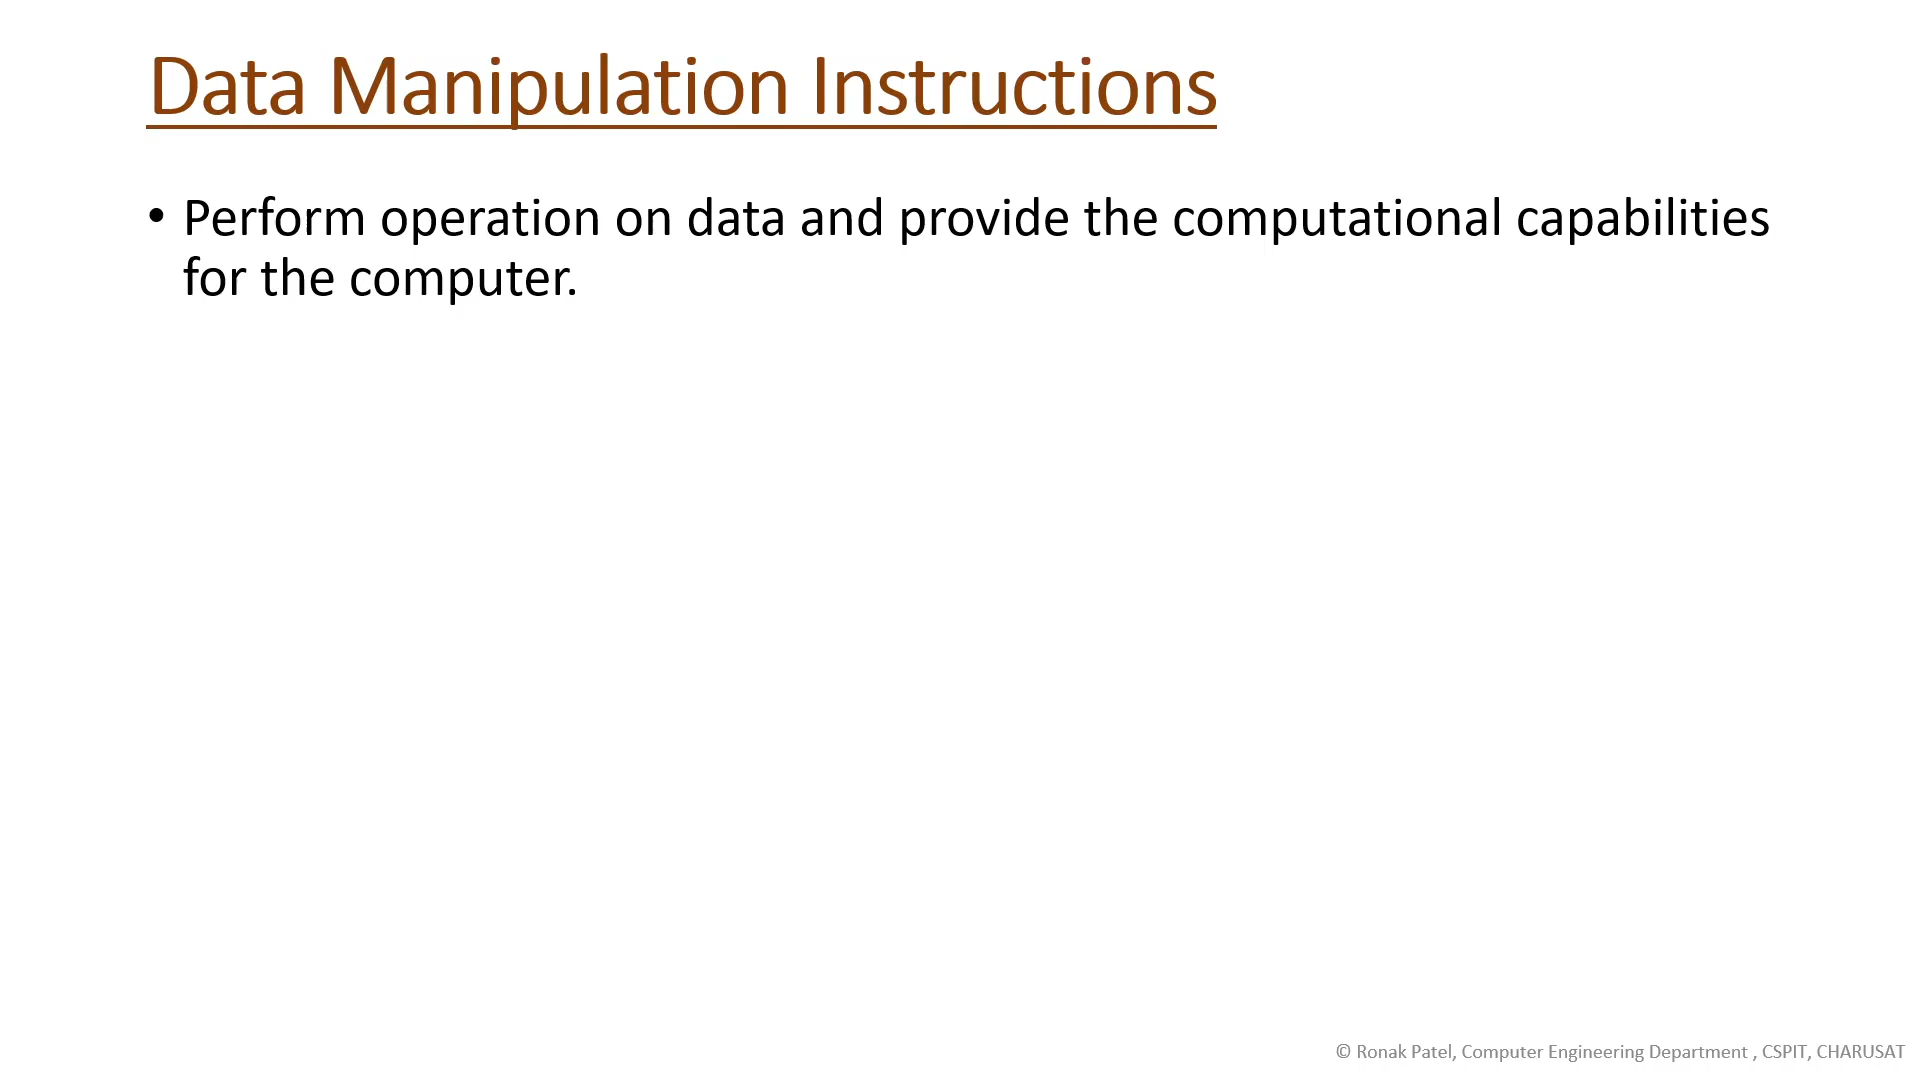 Data Manipulation Instructions
• Perform operation on data and provide the computational capabilities
for the computer.
© Ronak Patel, Computer Engineering Department , CSPIT, CHARUSAT